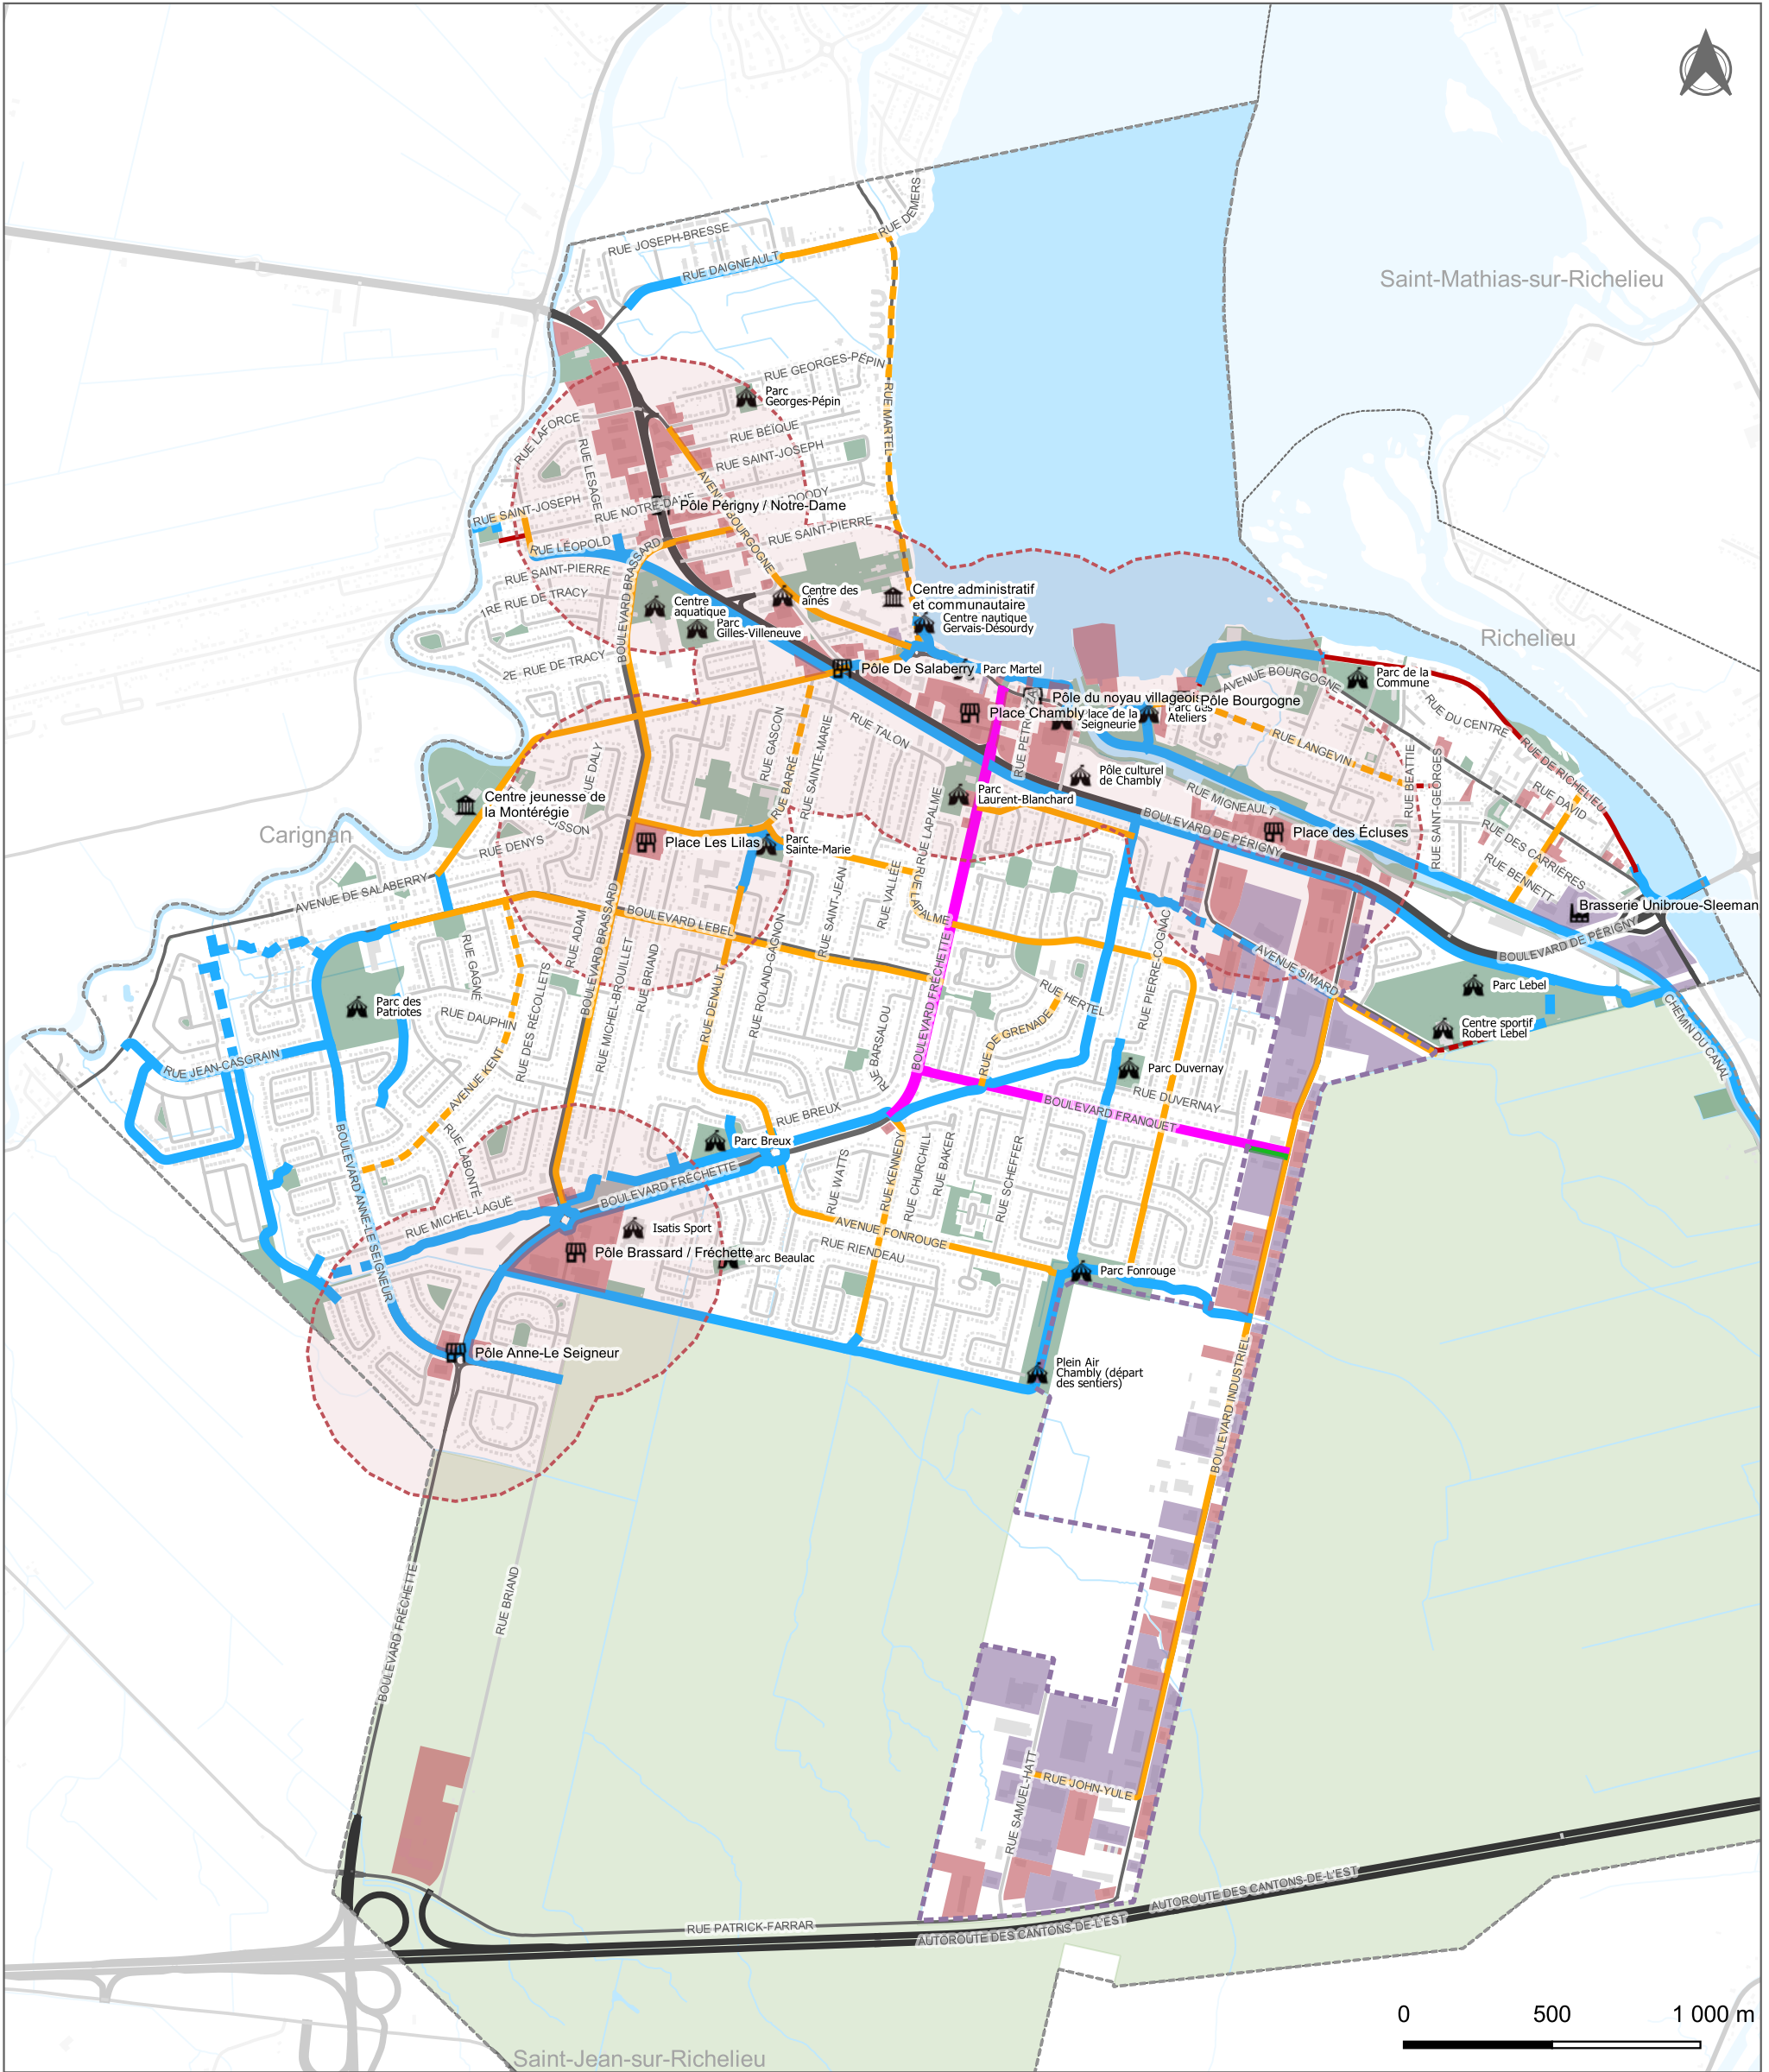 RUE DEMERS
RUE JOSEPH-BRESSE
RUE DAIGNEAULT
Saint-Mathias-sur-Richelieu
RUE GEORGES-PÉPIN
Parc
Georges-Pépin
RUE MARTEL
RUE LAFORCE
RUE BÉÏQUE
RUE SAINT-JOSEPH
RUE LESAGE
AVENUE BOURGOGNE
DOODY
RUE SAINT-JOSEPH
RUE NOTRE-DAME
Pôle Périgny / Notre-Dame
RUE SAINT-PIERRE
RUE LÉOPOLD
RUE SAINT-PIERRE
BOULEVARD BRASSARD
1RE RUE DE TRACY
Centre
aquatique
Centre des
aînés
Centre administratif
et communautaire
Centre nautique
Gervais-Désourdy
Parc
Gilles-Villeneuve
Richelieu
2E RUE DE TRACY
Pôle De Salaberry
Parc Martel
AVENUE BOURGOGNE
Parc de la
Commune
Pôle du noyau villageois
Pôle Bourgogne
Place Chambly
lace de la
Seigneurie
Parc des
Ateliers
RUE DU CENTRE
RUE TALON
RUE GASCON
RUE BARRÉ
RUE SAINTE-MARIE
RUE LANGEVIN
RUE DE RICHELIEU
RUE DALY
Pôle culturel
de Chambly
RUE BEATTIE
RUE SAINT-GEORGES
RUE DAVID
Centre jeunesse de
la Montérégie
Parc
Laurent-Blanchard
RUE MIGNEAULT
BOULEVARD DE PÉRIGNY
Place des Écluses
Carignan
RUE DENYS
Place Les Lilas
Parc
Sainte-Marie
RUE LAPALME
RUE DES CARRIÈRES
RUE BENNETT
AVENUE DE SALABERRY
RUE SAINT-JEAN
RUE VALLÉE
RUE LAPALME
Brasserie Unibroue-Sleeman
BOULEVARD LEBEL
BOULEVARD BRASSARD
RUE ADAM
RUE GAGNÉ
RUE MICHEL-BROUILLET
RUE BRIAND
RUE DENAULT
RUE ROLAND-GAGNON
BOULEVARD FRÉCHETTE
RUE PIERRE-COGNAC
AVENUE SIMARD
BOULEVARD DE PÉRIGNY
Parc Lebel
Parc des
Patriotes
RUE DAUPHIN
RUE DES RÉCOLLETS
RUE HERTEL
RUE DE GRENADE
RUE BARSALOU
Centre sportif
Robert Lebel
CHEMIN DU CANAL
RUE JEAN-CASGRAIN
AVENUE KENT
Parc Duvernay
RUE DUVERNAY
BOULEVARD FRANQUET
RUE BREUX
Parc Breux
RUE LABONTÉ
BOULEVARD ANNE-LE SEIGNEUR
RUE WATTS
RUE KENNEDY
RUE CHURCHILL
RUE BAKER
RUE SCHEFFER
RUE MICHEL-LAGUË
BOULEVARD FRÉCHETTE
Isatis Sport
AVENUE FONROUGE
RUE RIENDEAU
Pôle Brassard / Fréchette
arc Beaulac
Parc Fonrouge
Pôle Anne-Le Seigneur
Plein Air
Chambly (départ
des sentiers)
BOULEVARD INDUSTRIEL
BOULEVARD FRÉCHETTE
RUE BRIAND
RUE SAMUEL-HATT
RUE JOHN-YULE
RUE PATRICK-FARRAR
AUTOROUTE DES CANTONS-DE-L'EST
AUTOROUTE DES CANTONS-DE-L'EST
0 500 1 000 m
Saint-Jean-sur-Richelieu